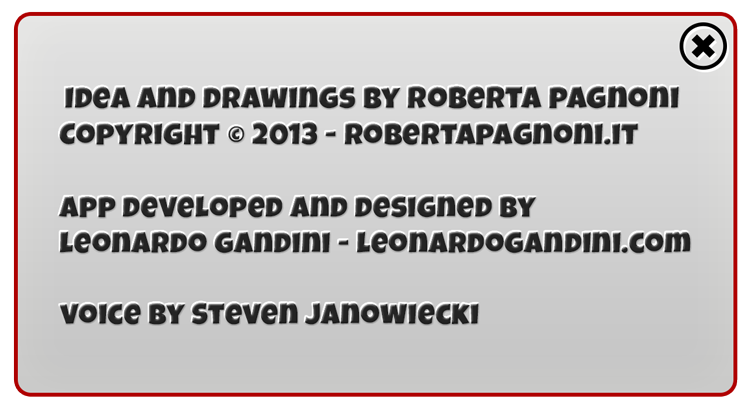 Idea and drawings by Roberta Pagnoni
Copyright © 2013 - robertapagnoni.it
App developed and designed by
Leonardo Gandini - leonardogandini.com
Voice by Steven Janowiecki